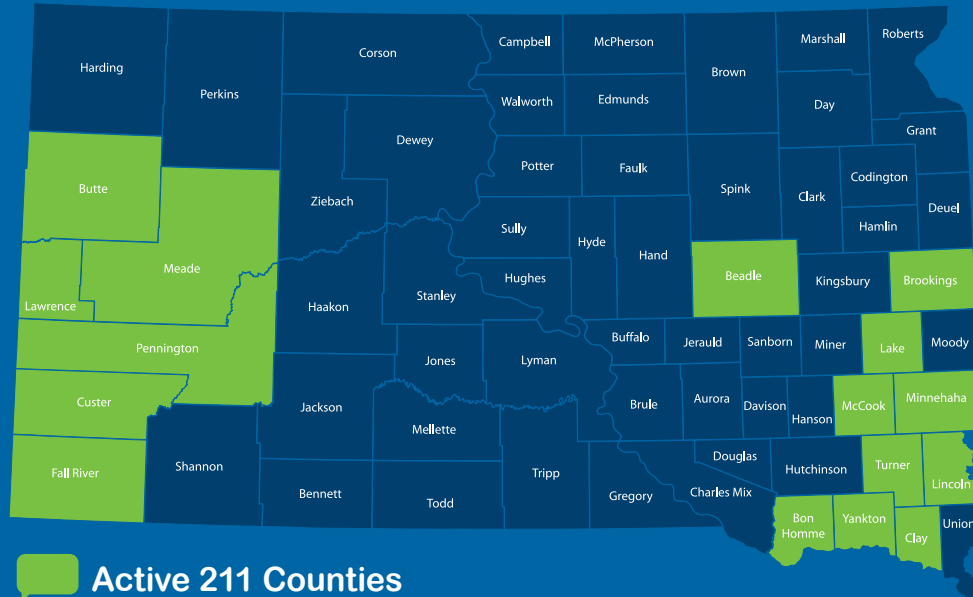 Harding
Perkins
Corson
Campbell
McPherson
Brown
Marshall
Roberts
Walworth
Edmunds
Day
Grant
Dewey
Potter
Faulk
Spink
Clark
Codington
Deuel
Hamlin
Butte
Ziebach
Meade
Sully
Hyde
Hand
Hughes
Beadle
Kingsbury
Brookings
Lawrence
Haakon
Stanley
Pennington
Jones
Lyman
Buffalo
Jerauld
Sanborn
Miner
Lake
Moody
Custer
Jackson
Mellette
Brule
Aurora
Davison
Hanson
McCook
Minnehaha
Fall River
Shannon
Bennett
Todd
Tripp
Gregory
Douglas
Charles Mix
Hutchinson
Turner
Lincoln
Bon
Homme
Yankton
Clay
Union
Active 211 Counties